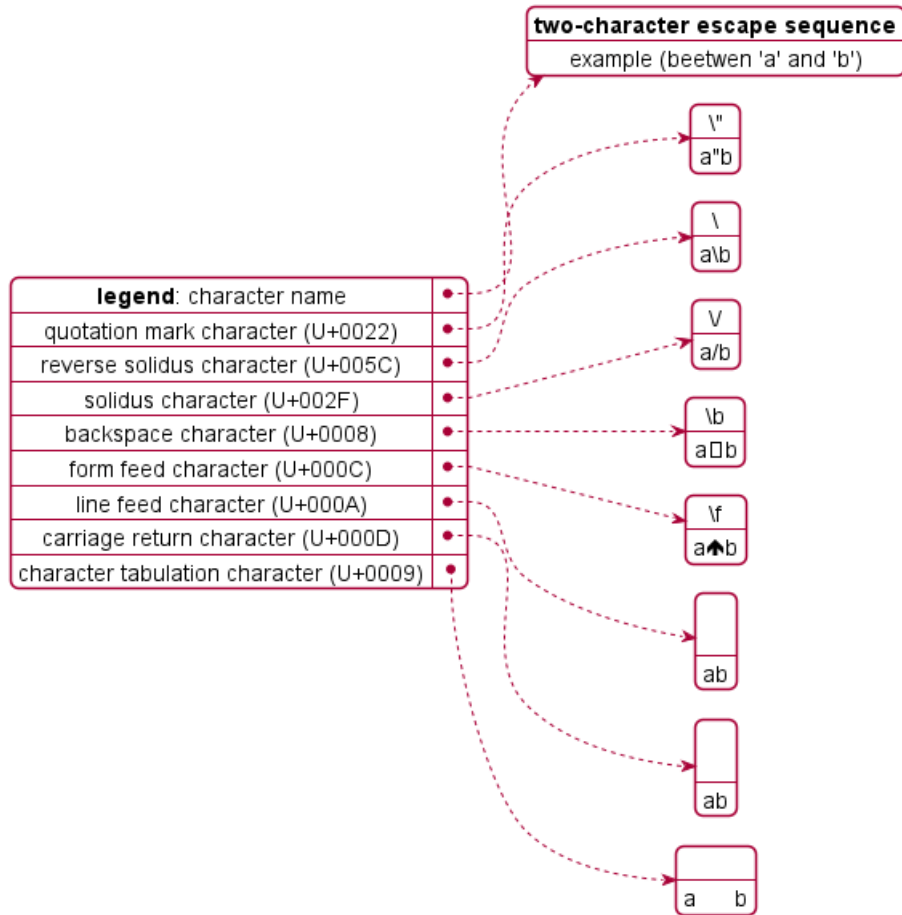 two-character escape sequence
example (beetwen 'a' and 'b')
\"
a"b
\
a\b
\/
a/b
\b
a□b
\f
a🡅b
ab
ab
a	b
legend: character name
quotation mark character (U+0022)
reverse solidus character (U+005C)
solidus character (U+002F)
backspace character (U+0008)
form feed character (U+000C)
line feed character (U+000A)
carriage return character (U+000D)
character tabulation character (U+0009)